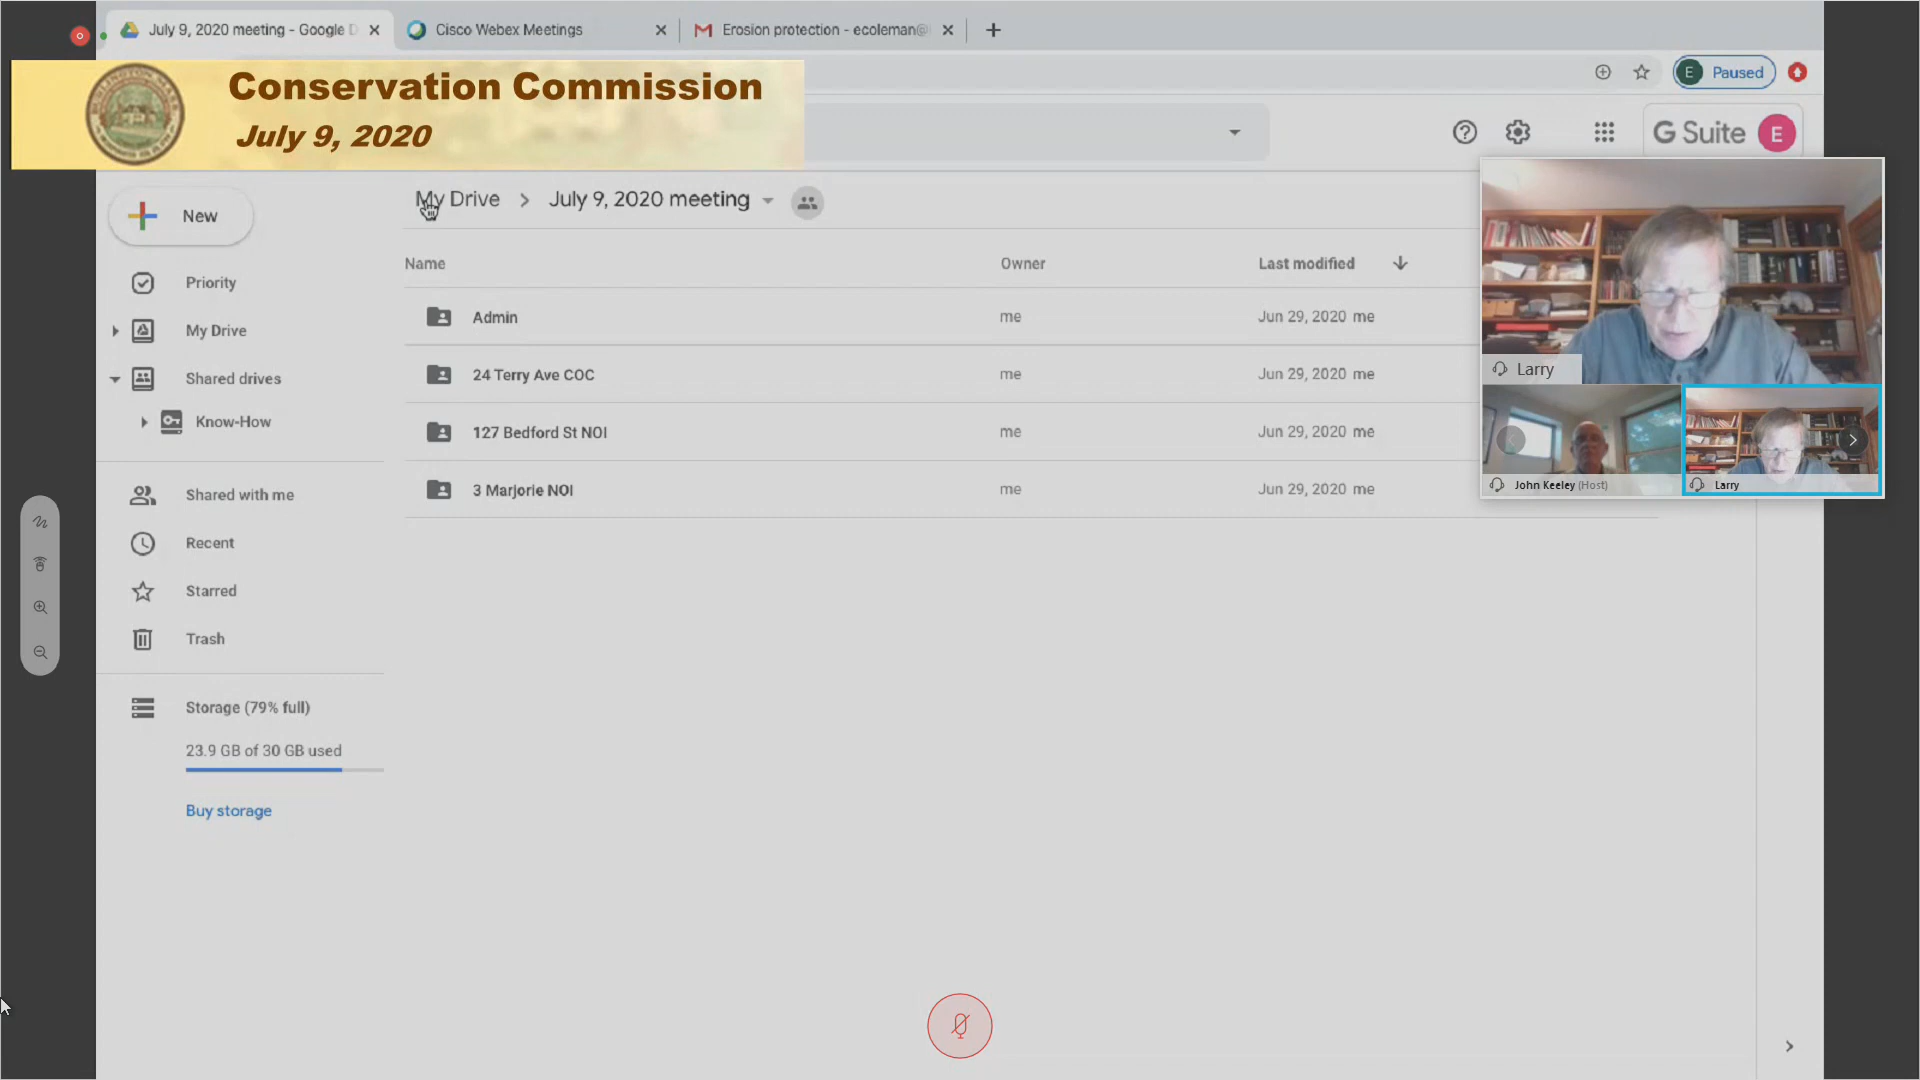 July 9, 2020 meeting - Google D
Cisco Webex Meetings
Erosion protection - ecoleman@
E Paused
Conservation Commission
July 9, 2020
G Suite E
New
My Drive > July 9, 2020 meeting
Name Owner Last modified
Priority
My Drive
Shared drives
Know-How
Shared with me
Recent
Starred
Trash
Storage (79% full)
23.9 GB of 30 GB used
Buy storage
Admin me Jun 29, 2020 me
24 Terry Ave COC me Jun 29, 2020 me
127 Bedford St NOI me Jun 29, 2020 me
3 Marjorie NOI me Jun 29, 2020 me
Larry
John Keeley (Host)
Larry